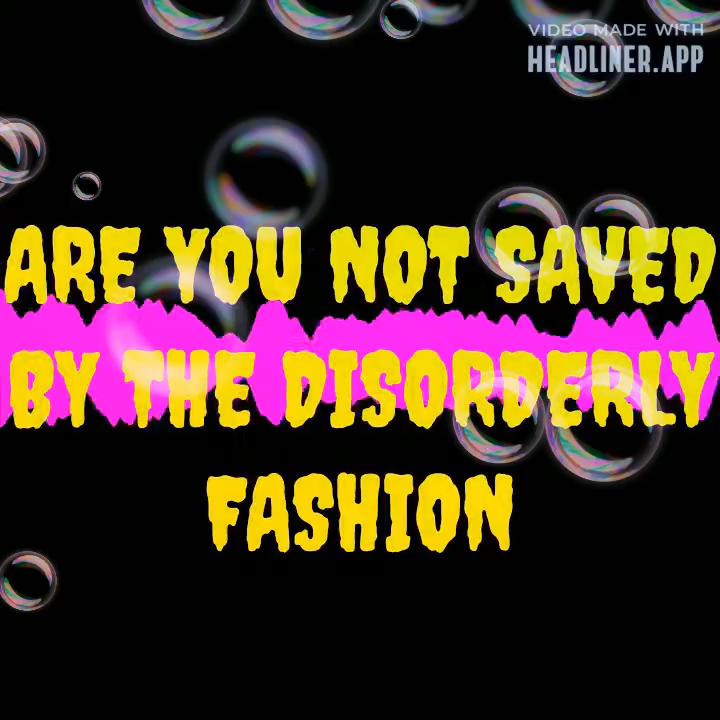 VIDEO MADE WITH
HEADLINER.APP
ARE YOU NOT SAVED
BY THE DISORDERLY
FASHION